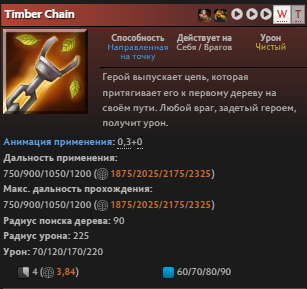 Timber Chain
W T
Способность
Направленная
на точку
Действует на
Себя / Врагов
Урон
Чистый
Герой выпускает цепь, которая
притягивает его к первому дереву на
своём пути. Любой враг, задетый героем,
получит урон.
Анимация применения: 0,3+0
Дальность применения:
750/900/1050/1200 (1875/2025/2175/2325)
Макс. дальность прохождения:
750/900/1050/1200 (1875/2025/2175/2325)
Радиус поиска дерева: 90
Радиус урона: 225
Урон: 70/120/170/220
4 (3,84) 60/70/80/90